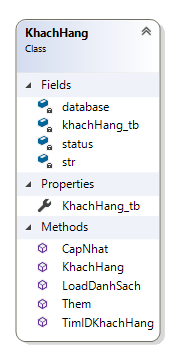 KhachHang
Class
Fields
database
khachHang_tb
status
str
Properties
KhachHang_tb
Methods
CapNhat
KhachHang
LoadDanhSach
Them
TimIDKhachHang